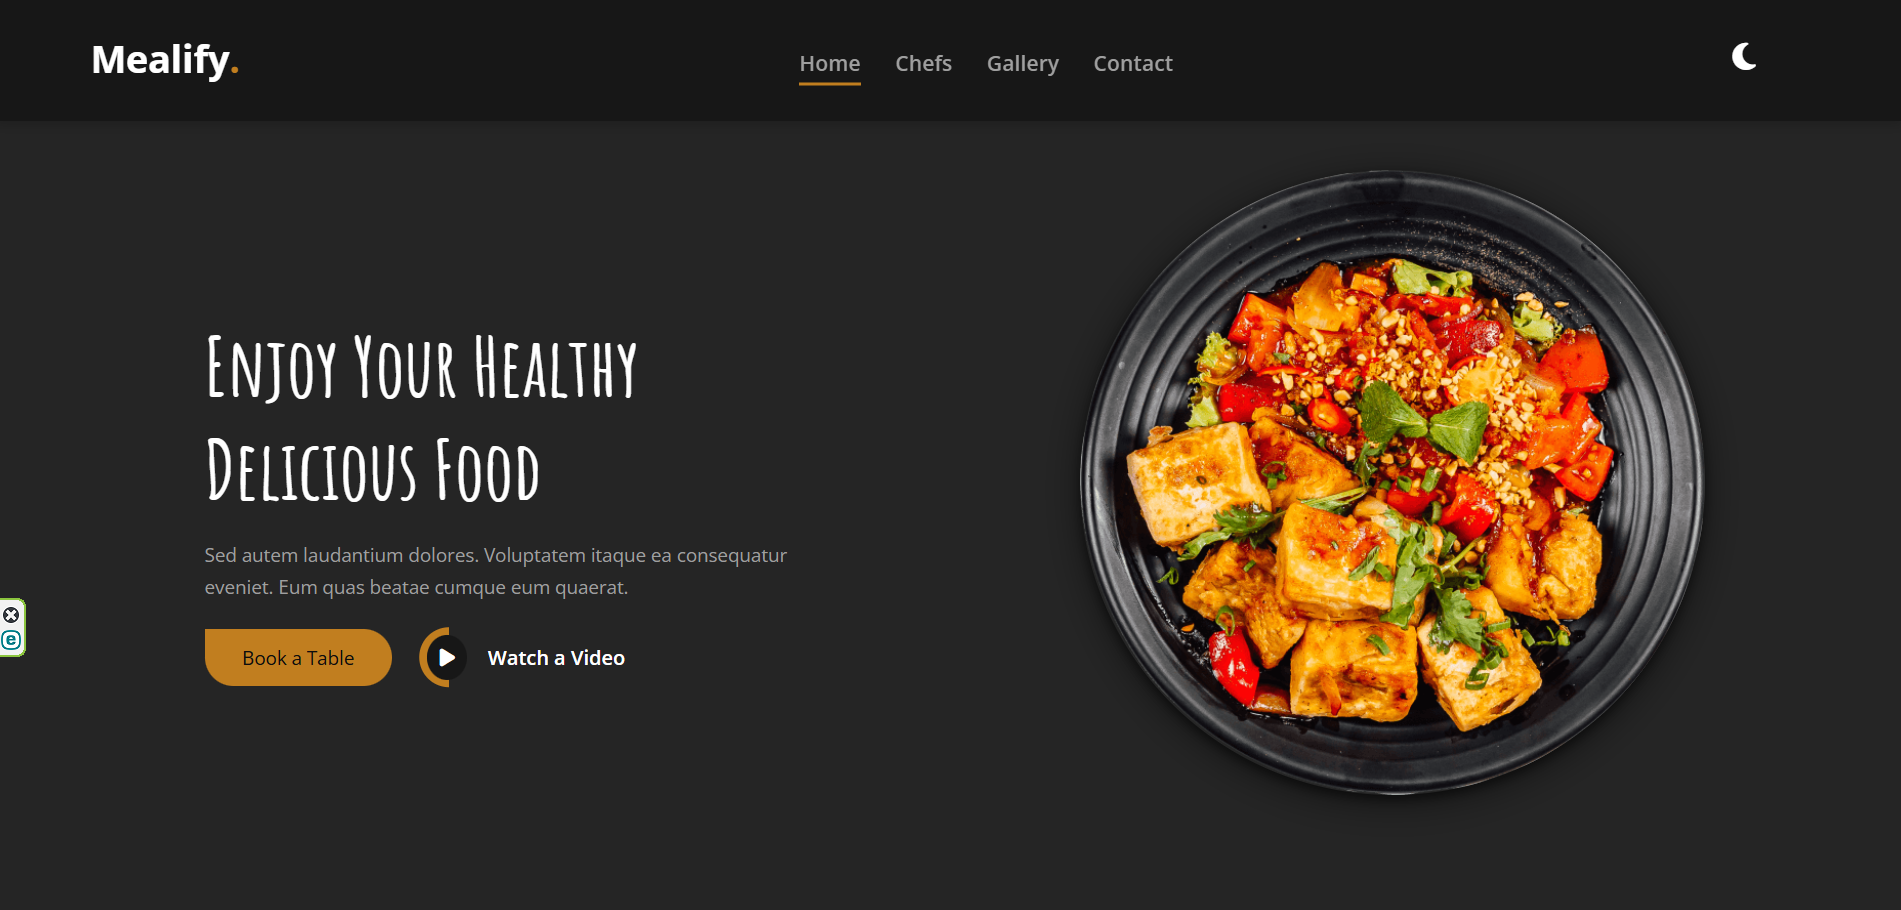 Mealify.
Home Chefs Gallery Contact
Enjoy Your Healthy
Delicious Food
Sed autem laudantium dolores. Voluptatem itaque ea consequatur
eveniet. Eum quas beatae cumque eum quaerat.
Book a Table Watch a Video
e